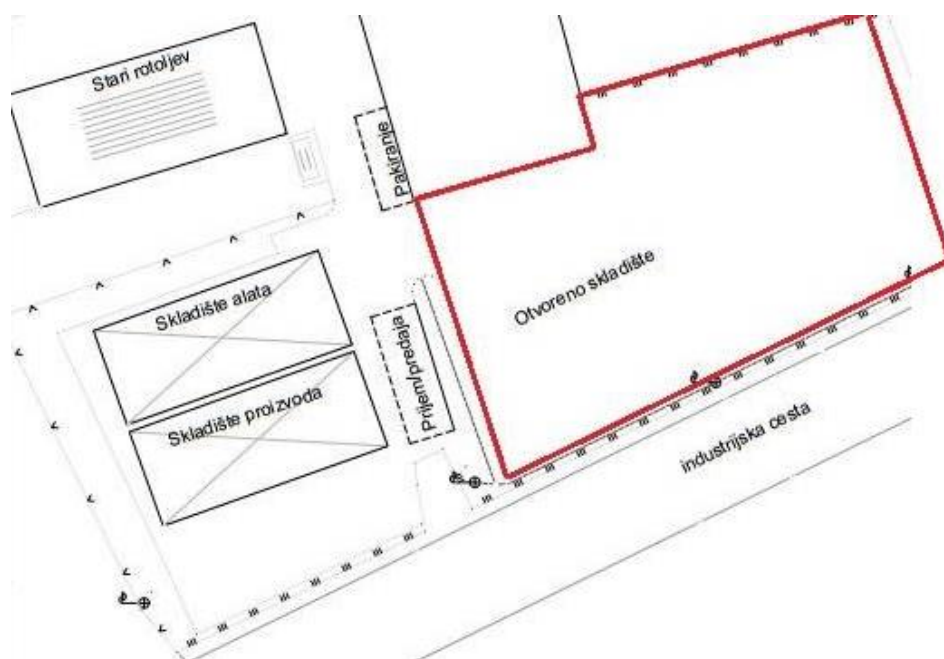 Stari rotoljev
Pakiranje
Otvoreno skladište
Skladište alata
Prijem/predaja
Skladište proizvoda
industrijska cesta